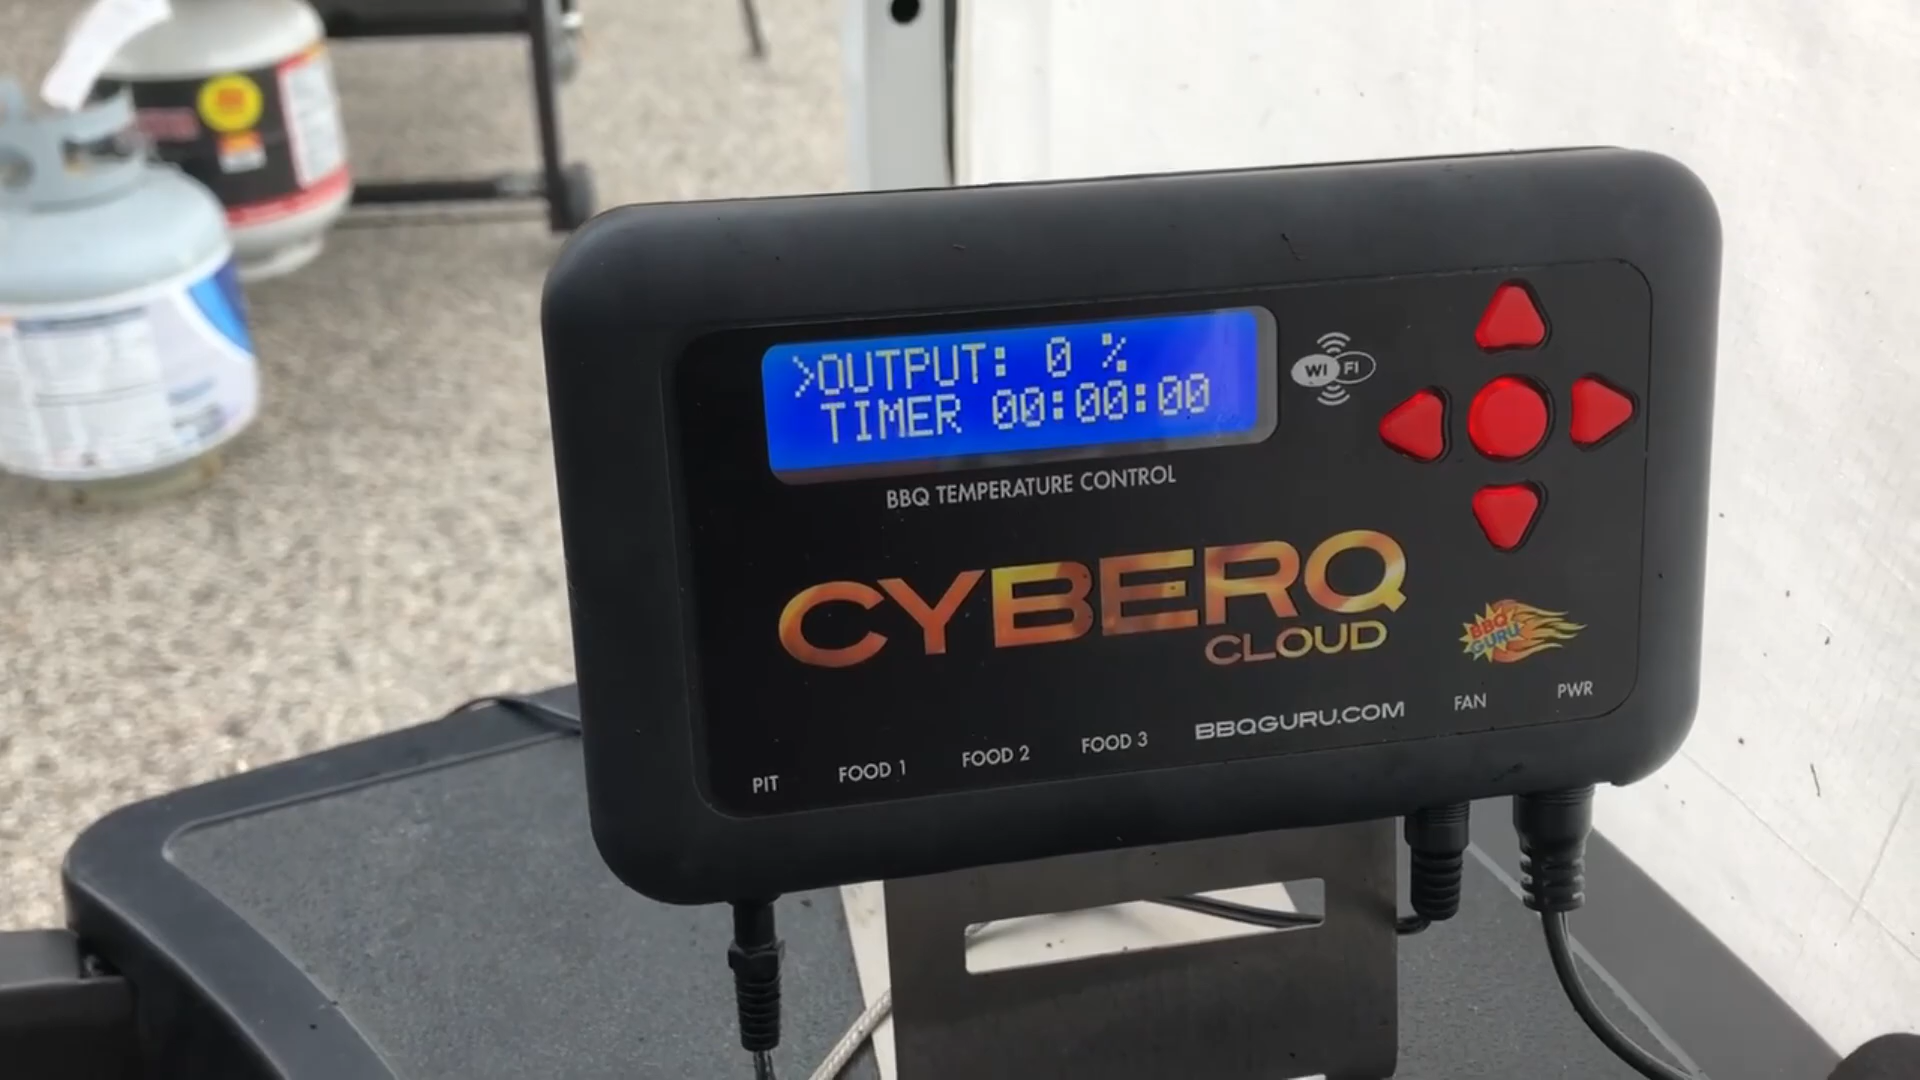 >OUTPUT: 0 %
TIMER 00:00:00
WI FI
BBQ TEMPERATURE CONTROL
CYBERQ
CLOUD
BBQ
GURU
PIT
FOOD 1
FOOD 2
FOOD 3
BBQGURU.COM
FAN
PWR